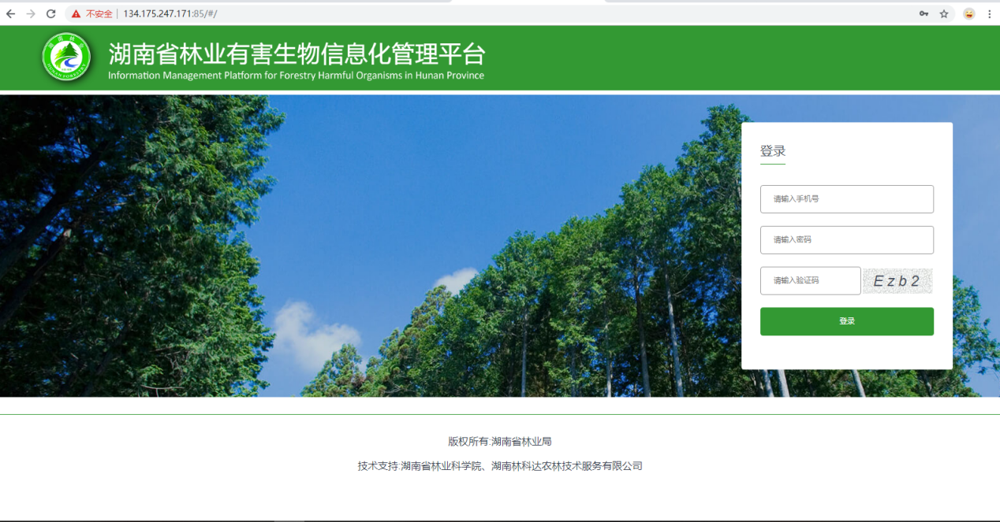 不安全 134.175.247.171:85/#/
湖南省林业有害生物信息化管理平台
Information Management Platform for Forestry Harmful Organisms in Hunan Province
登录
请输入手机号
请输入密码
请输入验证码 Ezb2
登录
版权所有:湖南省林业局
技术支持:湖南省林业科学院、湖南林科达农林技术服务有限公司